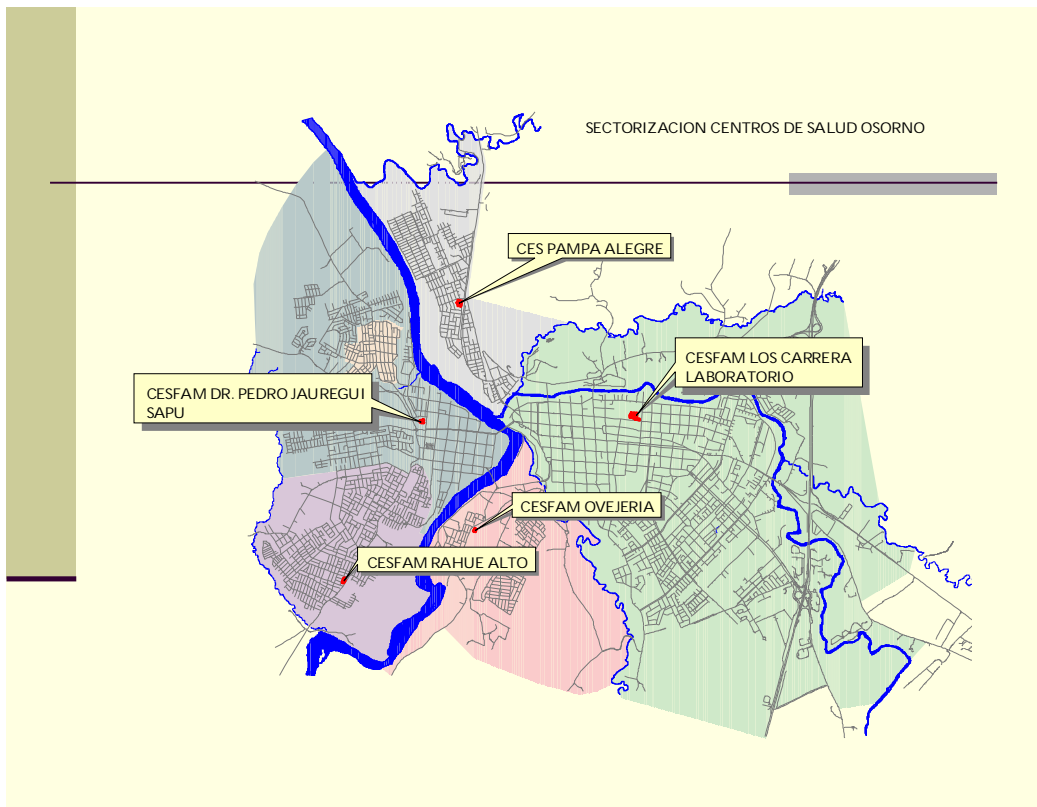 SECTORIZACION CENTROS DE SALUD OSORNO
CES PAMPA ALEGRE
CESFAM LOS CARRERA
LABORATORIO
CESFAM DR. PEDRO JAUREGUI
SAPU
CESFAM OVEJERIA
CESFAM RAHUE ALTO